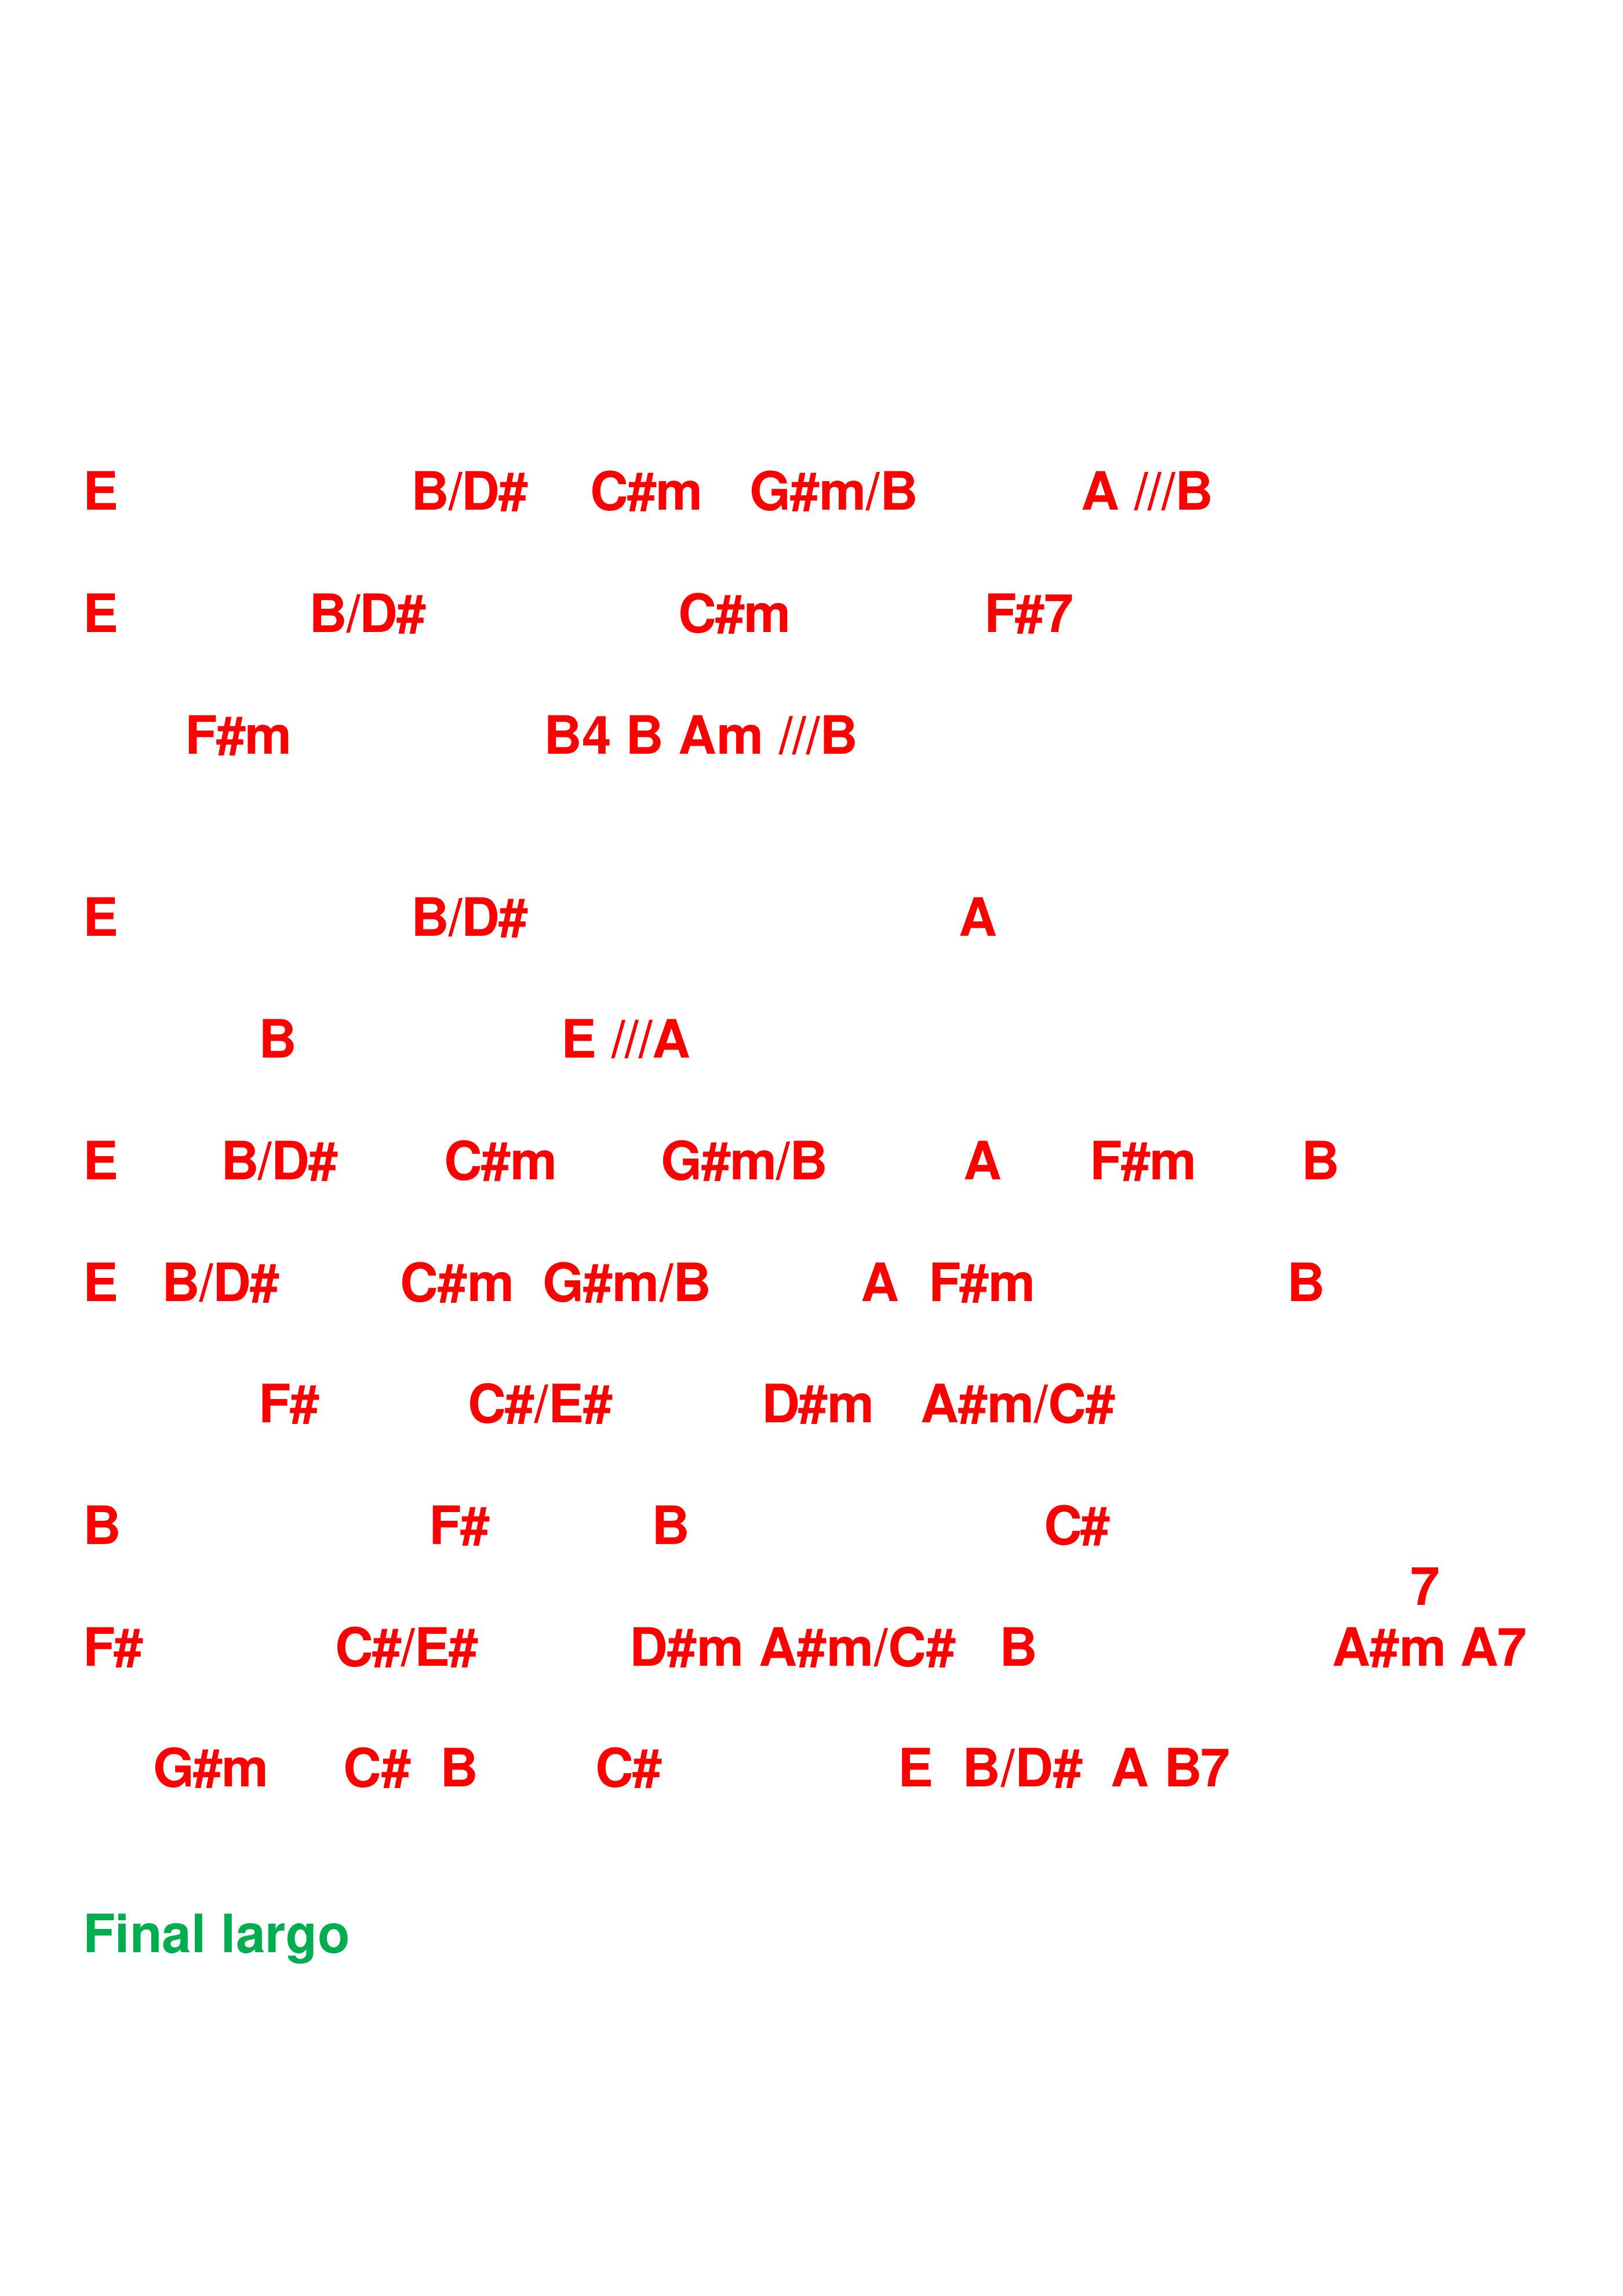 E B/D# C#m G#m/B A ///B
E B/D# C#m F#7
F#m B4 B Am ///B
E B/D# A
B E ///A
E B/D# C#m G#m/B A F#m B
E B/D# C#m G#m/B A F#m B
F# C#/E# D#m A#m/C#
B F# B C#
7
F# C#/E# D#m A#m/C# B A#m A7
G#m C# B C# E B/D# A B7
Final largo